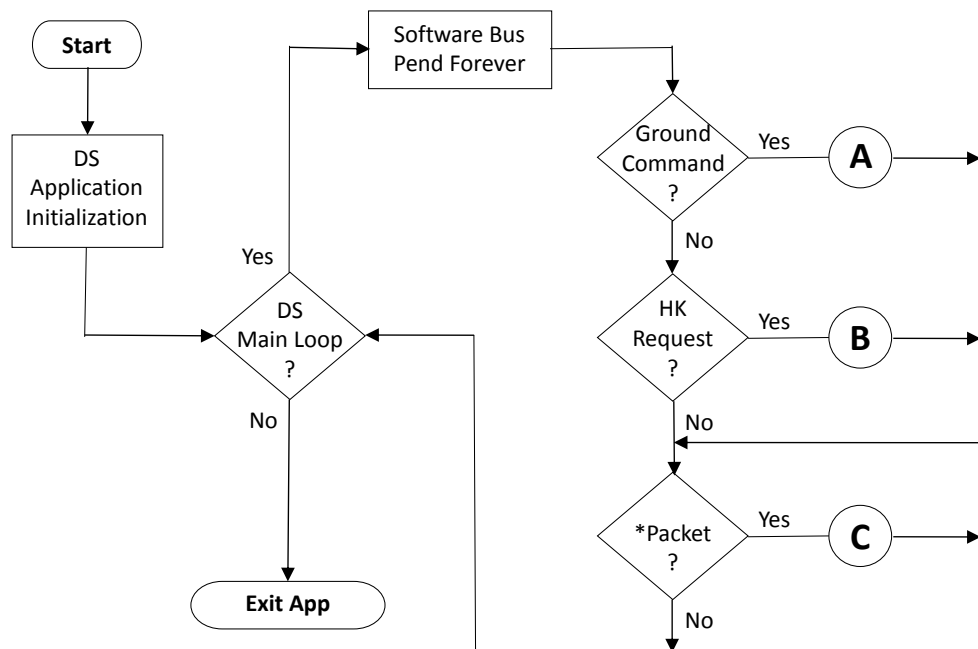 Start
DS
Application
Initialization
Software Bus
Pend Forever
Ground
Command
?
Yes
A
No
Yes
DS
Main Loop
?
No
HK
Request
?
Yes
B
No
*Packet
?
Yes
C
No
Exit App